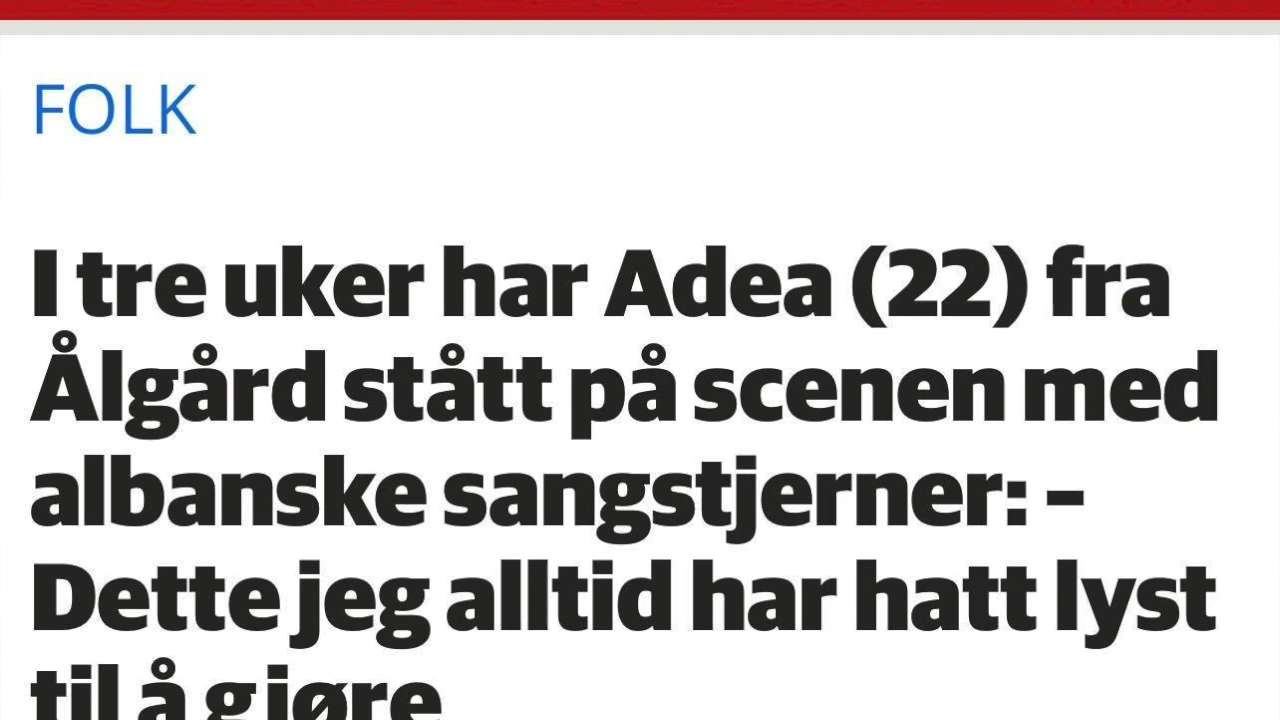 FOLK
I tre uker har Adea (22) fra
Ålgård stått på scenen med
albanske sangstjerner: –
Dette jeg alltid har hatt lyst
til å gjøre